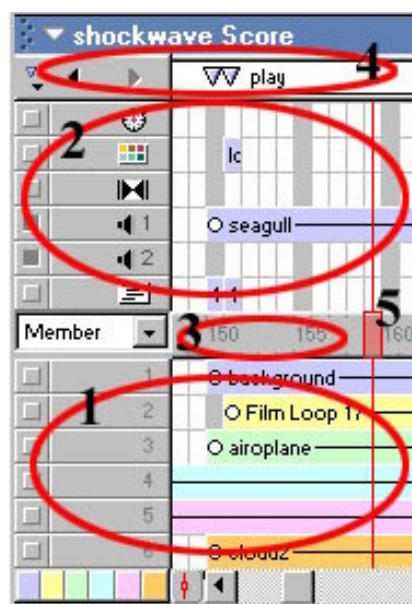 shockwave Score
play 4
2
lc
1 seagull
2
Member 3 150 155 5 160
1 background
1 2 Film Loop 17
3 airoplane
4
5
6 cloud2